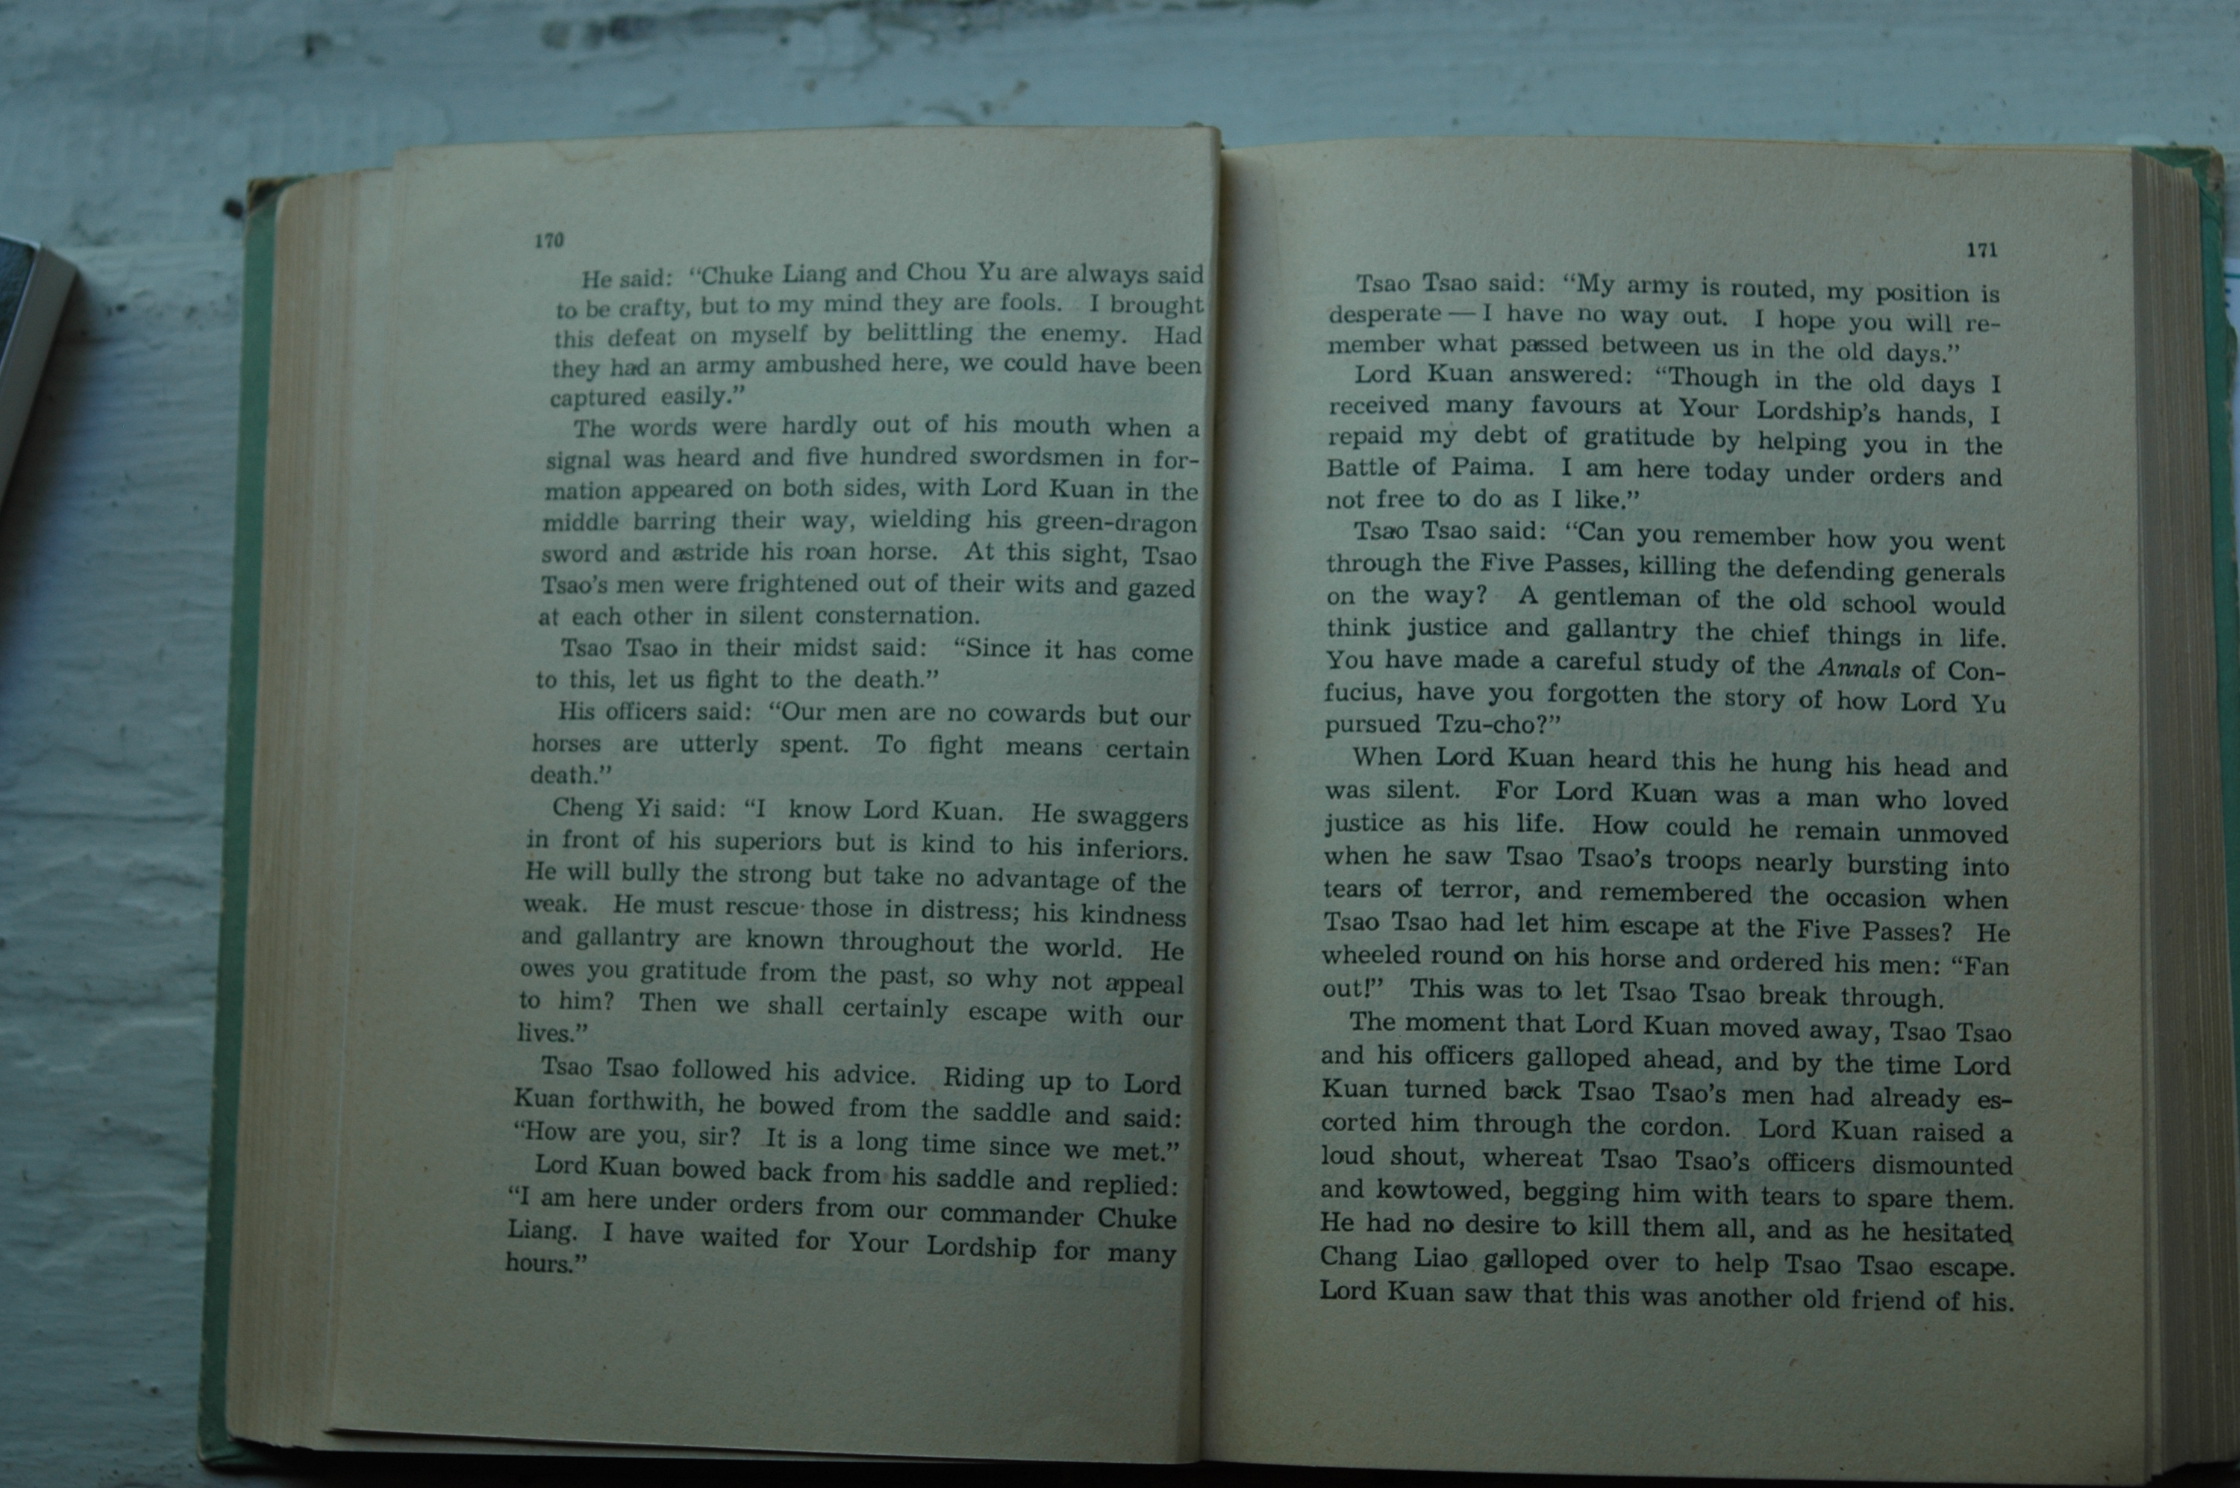 170
He said: “Chuke Liang and Chou Yu are always said
to be crafty, but to my mind they are fools. I brought
this defeat on myself by belittling the enemy. Had
they had an army ambushed here, we could have been
captured easily.”
The words were hardly out of his mouth when a
signal was heard and five hundred swordsmen in for-
mation appeared on both sides, with Lord Kuan in the
middle barring their way, wielding his green-dragon
sword and astride his roan horse. At this sight, Tsao
Tsao’s men were frightened out of their wits and gazed
at each other in silent consternation.
Tsao Tsao in their midst said: “Since it has come
to this, let us fight to the death.”
His officers said: “Our men are no cowards but our
horses are utterly spent. To fight means certain
death.”
Cheng Yi said: “I know Lord Kuan. He swaggers
in front of his superiors but is kind to his inferiors.
He will bully the strong but take no advantage of the
weak. He must rescue those in distress; his kindness
and gallantry are known throughout the world. He
owes you gratitude from the past, so why not appeal
to him? Then we shall certainly escape with our
lives.”
Tsao Tsao followed his advice. Riding up to Lord
Kuan forthwith, he bowed from the saddle and said:
“How are you, sir? It is a long time since we met.”
Lord Kuan bowed back from his saddle and replied:
“I am here under orders from our commander Chuke
Liang. I have waited for Your Lordship for many
hours.”
171
Tsao Tsao said: “My army is routed, my position is
desperate — I have no way out. I hope you will re-
member what passed between us in the old days.”
Lord Kuan answered: “Though in the old days I
received many favours at Your Lordship’s hands, I
repaid my debt of gratitude by helping you in the
Battle of Paima. I am here today under orders and
not free to do as I like.”
Tsao Tsao said: “Can you remember how you went
through the Five Passes, killing the defending generals
on the way? A gentleman of the old school would
think justice and gallantry the chief things in life.
You have made a careful study of the Annals of Con-
fucius, have you forgotten the story of how Lord Yu
pursued Tzu-cho?”
When Lord Kuan heard this he hung his head and
was silent. For Lord Kuan was a man who loved
justice as his life. How could he remain unmoved
when he saw Tsao Tsao’s troops nearly bursting into
tears of terror, and remembered the occasion when
Tsao Tsao had let him escape at the Five Passes? He
wheeled round on his horse and ordered his men: “Fan
out!” This was to let Tsao Tsao break through.
The moment that Lord Kuan moved away, Tsao Tsao
and his officers galloped ahead, and by the time Lord
Kuan turned back Tsao Tsao’s men had already es-
corted him through the cordon. Lord Kuan raised a
loud shout, whereat Tsao Tsao’s officers dismounted
and kowtowed, begging him with tears to spare them.
He had no desire to kill them all, and as he hesitated
Chang Liao galloped over to help Tsao Tsao escape.
Lord Kuan saw that this was another old friend of his.